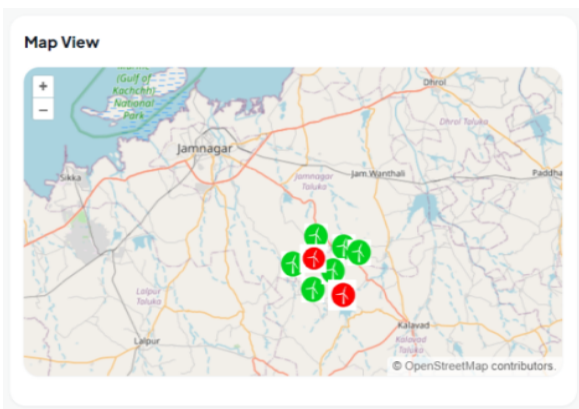 Map View
+
−
(Gulf of
Kachchh)
National
Park
Dhrol
Dhrol Taluka
Jamnagar
Sikka
Jamnagar
Taluka
Jam Wanthali
Paddha
Lalpur
Taluka
Lalpur
Kalavad
Kalavad
Taluka
© OpenStreetMap contributors.